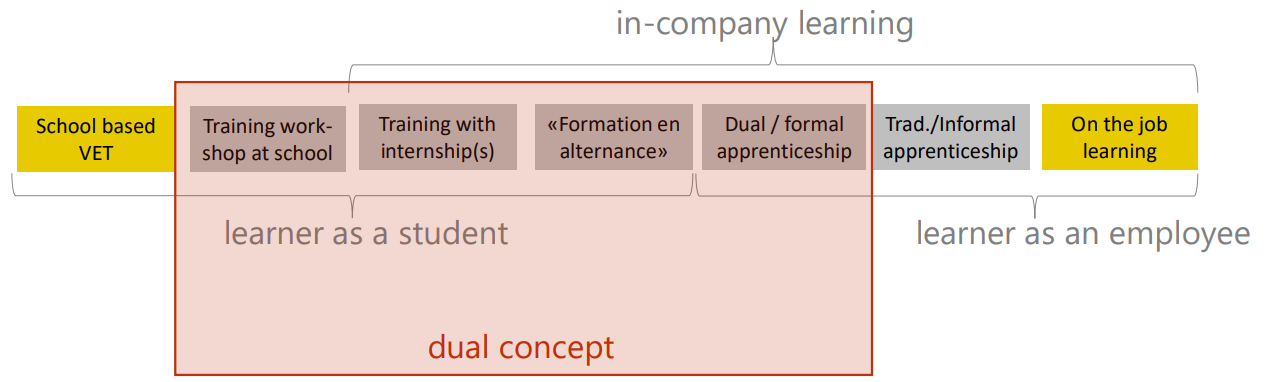 in-company learning
School based
VET
Training work-
shop at school
Training with
internship(s)
«Formation en
alternance»
Dual / formal
apprenticeship
Trad./Informal
apprenticeship
On the job
learning
learner as a student
learner as an employee
dual concept